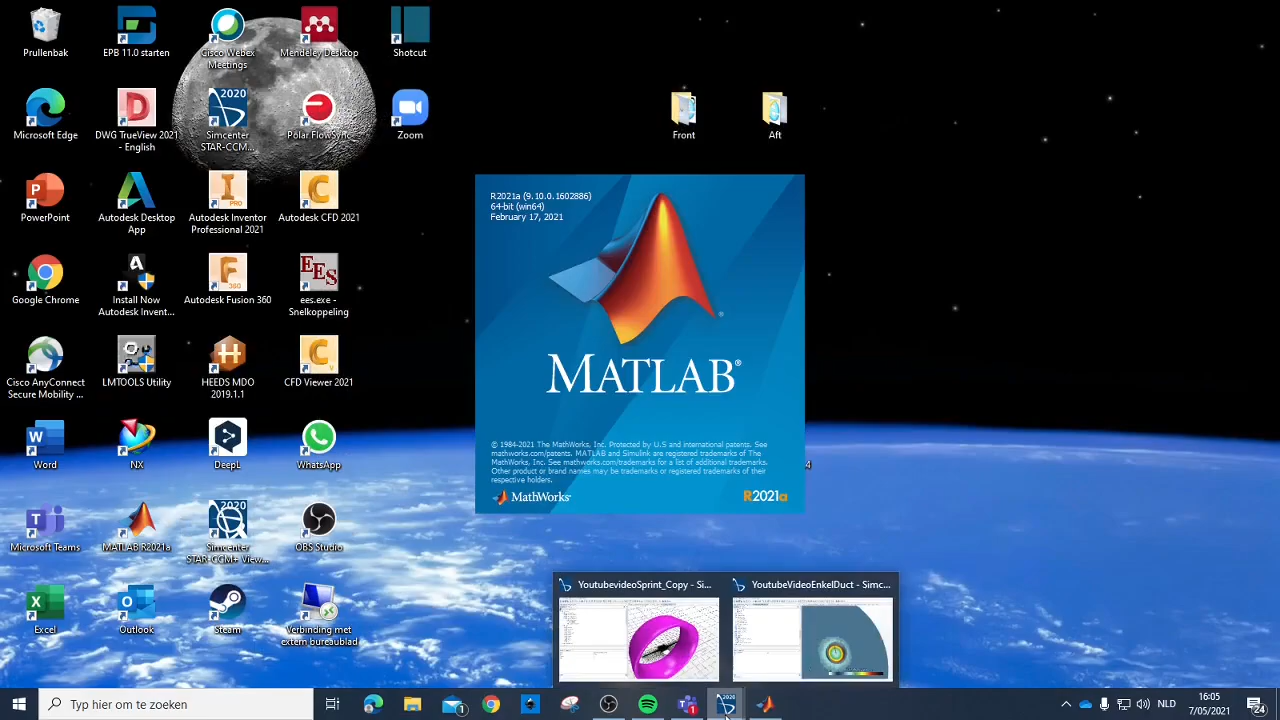 Prullenbak
EPB 11.0 starten
Cisco Webex
Meetings
Mendeley Desktop
Shotcut
Microsoft Edge
DWG TrueView 2021
- English
2020
Simcenter
STAR-CCM...
Polar FlowSync
Zoom
Front
Aft
PowerPoint
Autodesk Desktop
App
PRO
Autodesk Inventor
Professional 2021
Autodesk CFD 2021
Google Chrome
Install Now
Autodesk Invent...
360
Autodesk Fusion 360
EES
ees.exe -
Snelkoppeling
Cisco AnyConnect
Secure Mobility ...
LMTOOLS Utility
HEEDS MDO
2019.1.1
CFD Viewer 2021
Word
NX
DeepL
WhatsApp
4
Microsoft Teams
MATLAB R2021a
2020
Simcenter
STAR-CCM+ View...
OBS Studio
Outlook
Steam
Verbinding met
extern bureaublad
R2021a (9.10.0.1602886)
64-bit (win64)
February 17, 2021
MATLAB®
© 1984-2021 The MathWorks, Inc. Protected by U.S and international patents. See
mathworks.com/patents. MATLAB and Simulink are registered trademarks of The
MathWorks, Inc. See mathworks.com/trademarks for a list of additional trademarks.
Other product or brand names may be trademarks or registered trademarks of their
respective holders.
MathWorks®
R2021a
YoutubevideoSprint_Copy - Si...
YoutubeVideoEnkelDuct - Simc...
Typ hier om te zoeken
1
1
2020
NLD
16:05
7/05/2021
24